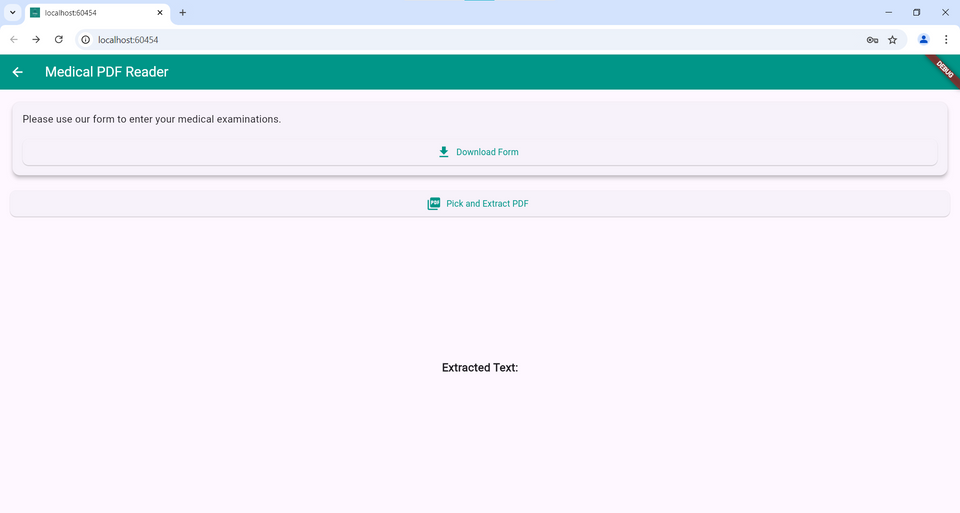 localhost:60454
localhost:60454
Medical PDF Reader
DEBUG
Please use our form to enter your medical examinations.
Download Form
PDF
Pick and Extract PDF
Extracted Text: